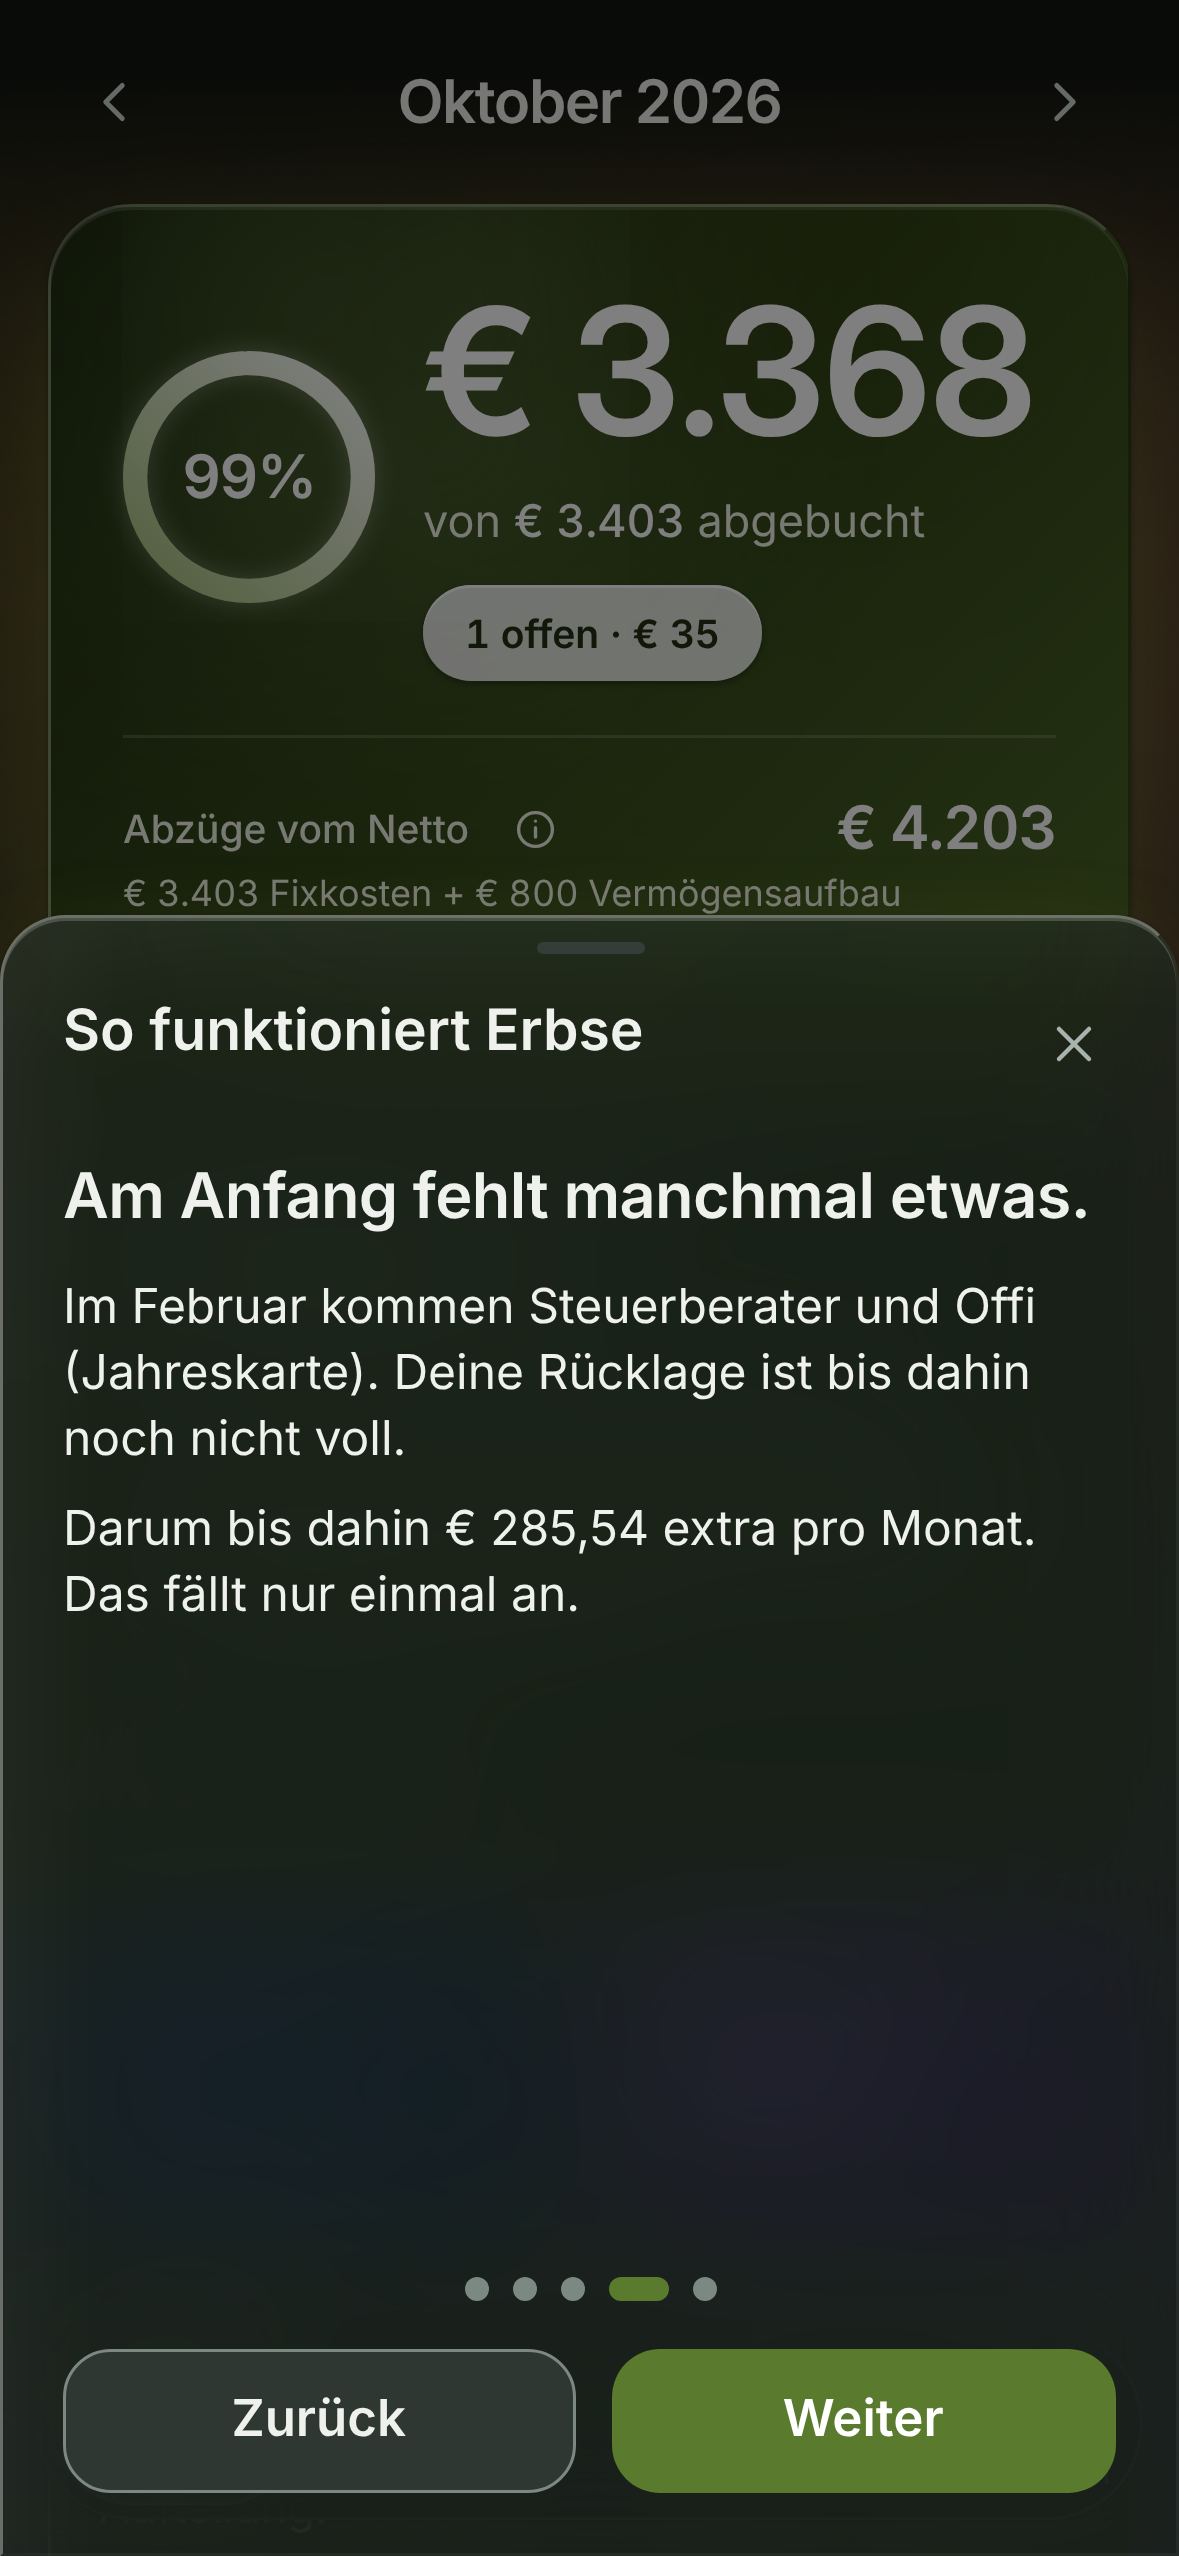 Oktober 2026
€ 3.368
99%
von € 3.403 abgebucht
1 offen · € 35
Abzüge vom Netto
€ 4.203
€ 3.403 Fixkosten + € 800 Vermögensaufbau
So funktioniert Erbse
Am Anfang fehlt manchmal etwas.
Im Februar kommen Steuerberater und Offi
(Jahreskarte). Deine Rücklage ist bis dahin
noch nicht voll.
Darum bis dahin € 285,54 extra pro Monat.
Das fällt nur einmal an.
Zurück
Weiter